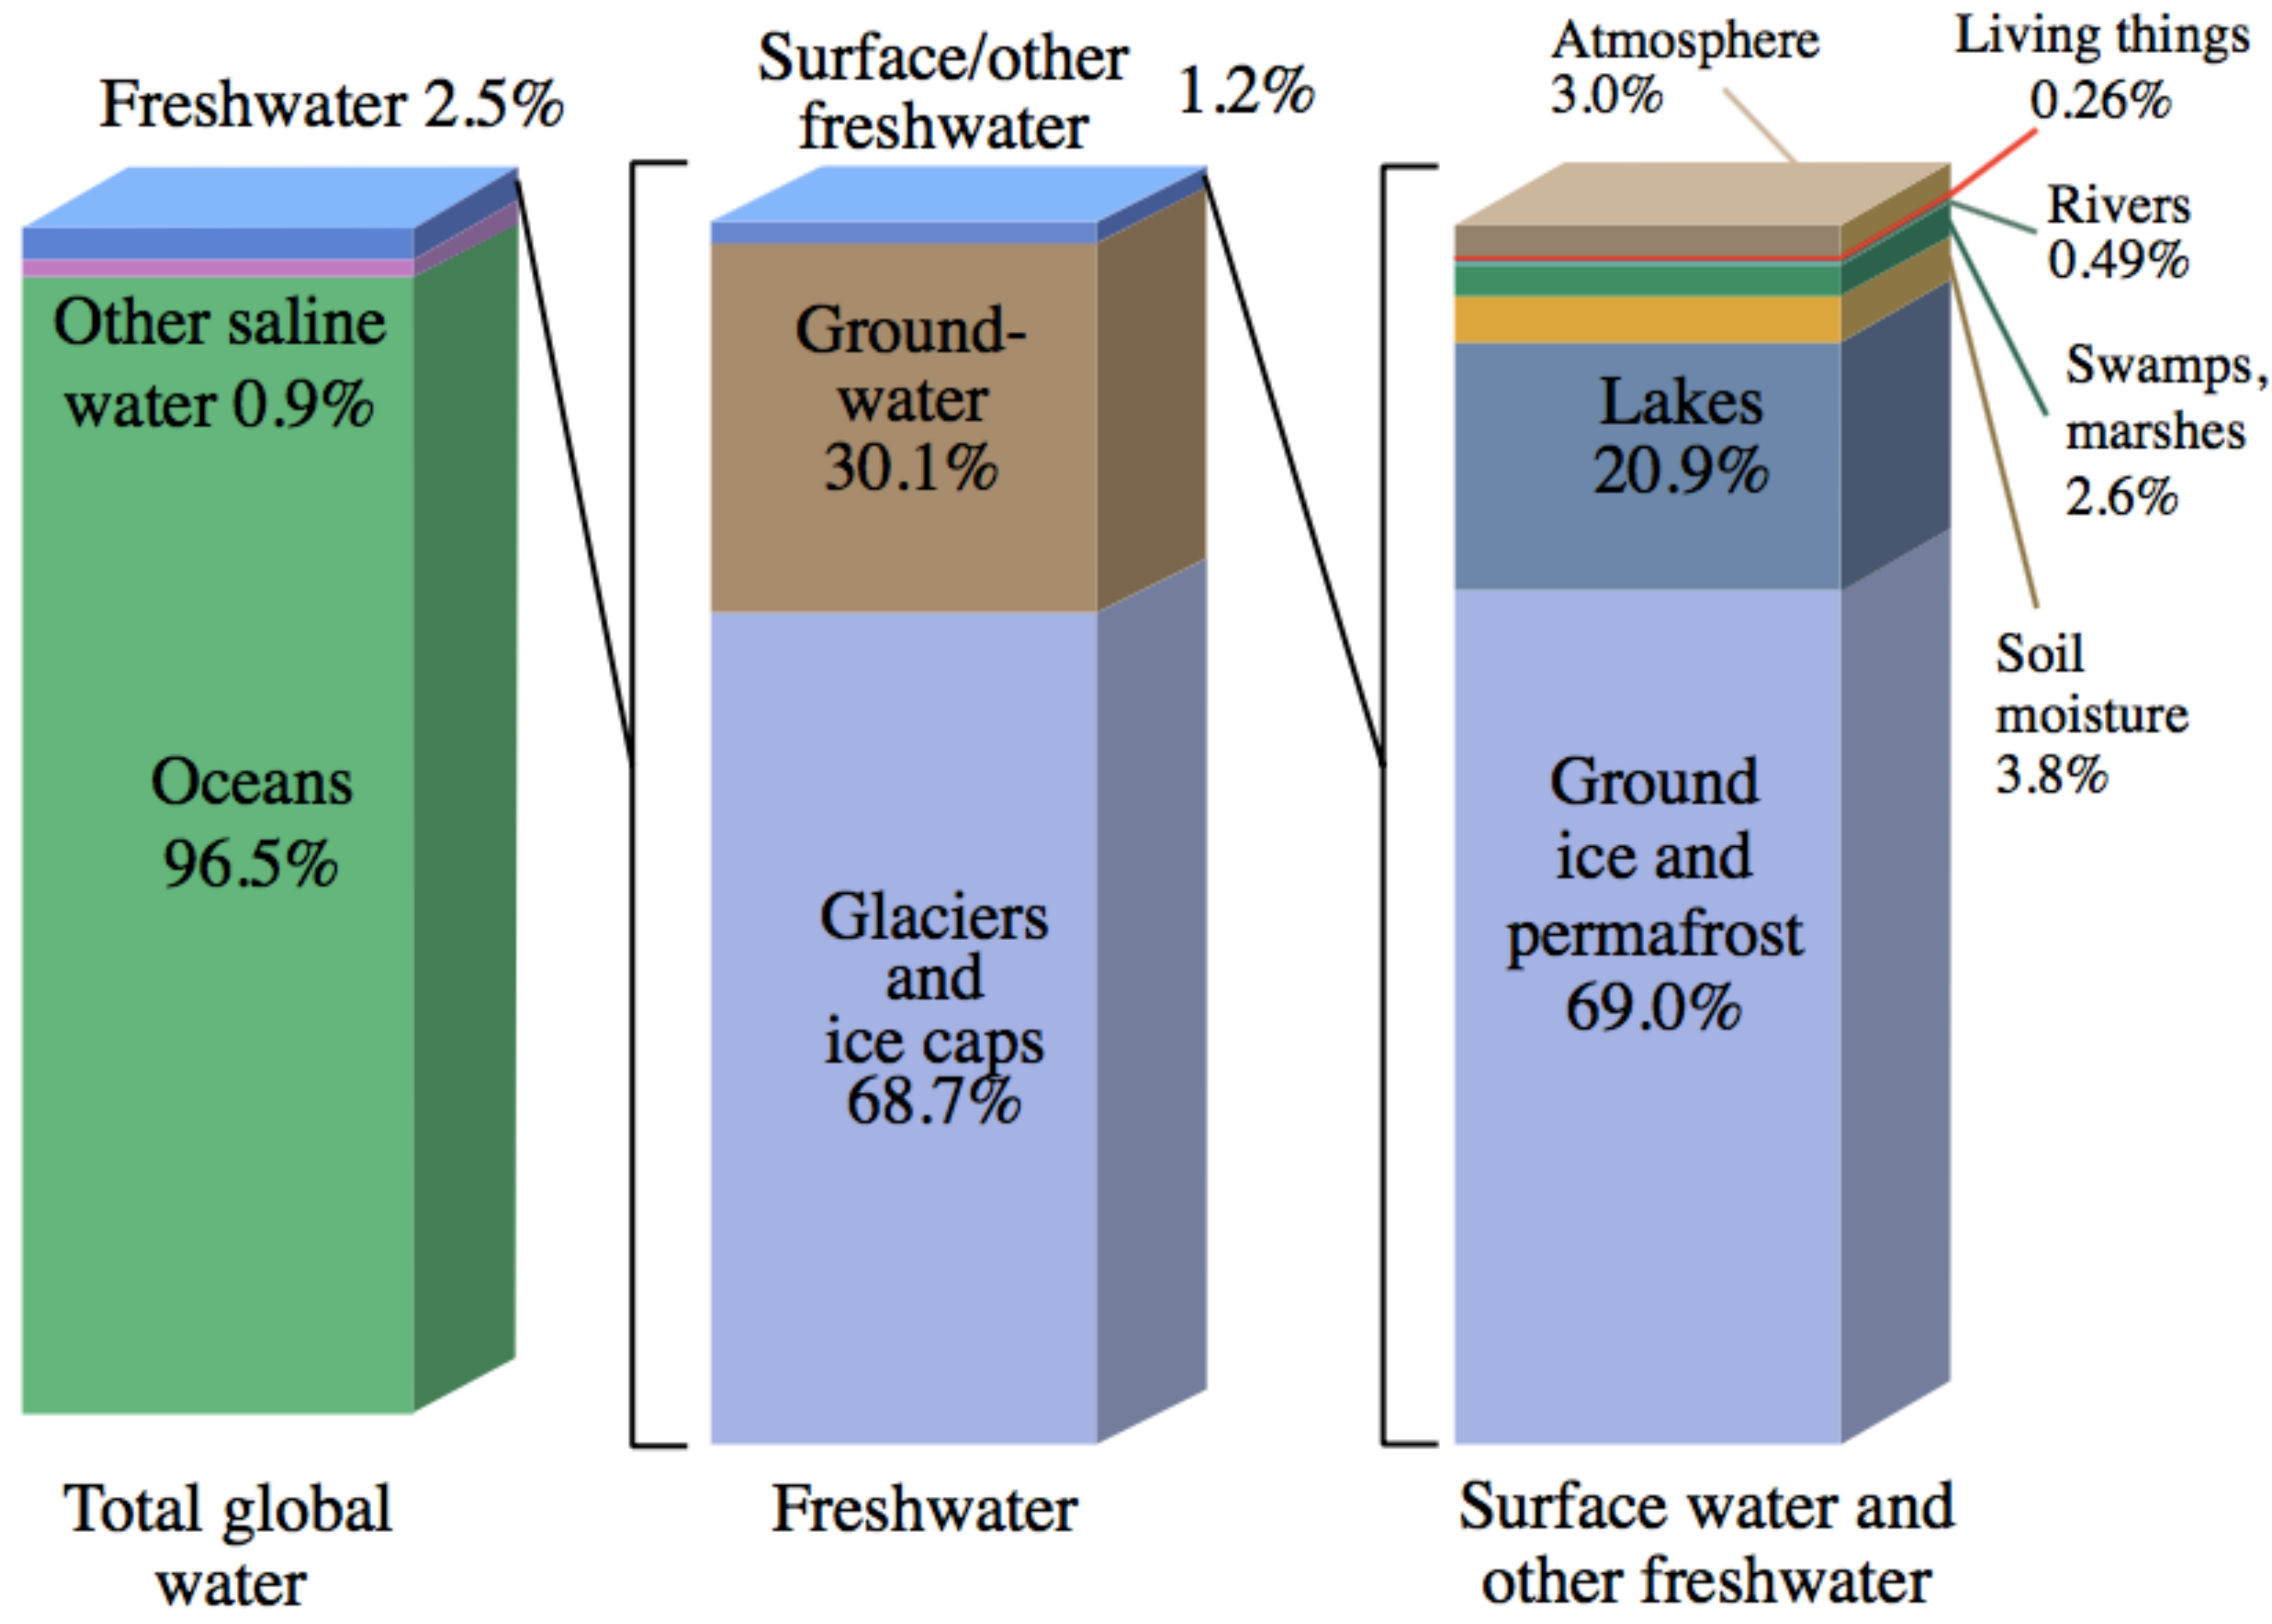 Freshwater 2.5%
Other saline
water 0.9%
Oceans
96.5%
Total global
water
Surface/other
freshwater
1.2%
Ground-
water
30.1%
Glaciers
and
ice caps
68.7%
Freshwater
Atmosphere
3.0%
Living things
0.26%
Rivers
0.49%
Swamps,
marshes
2.6%
Soil
moisture
3.8%
Lakes
20.9%
Ground
ice and
permafrost
69.0%
Surface water and
other freshwater